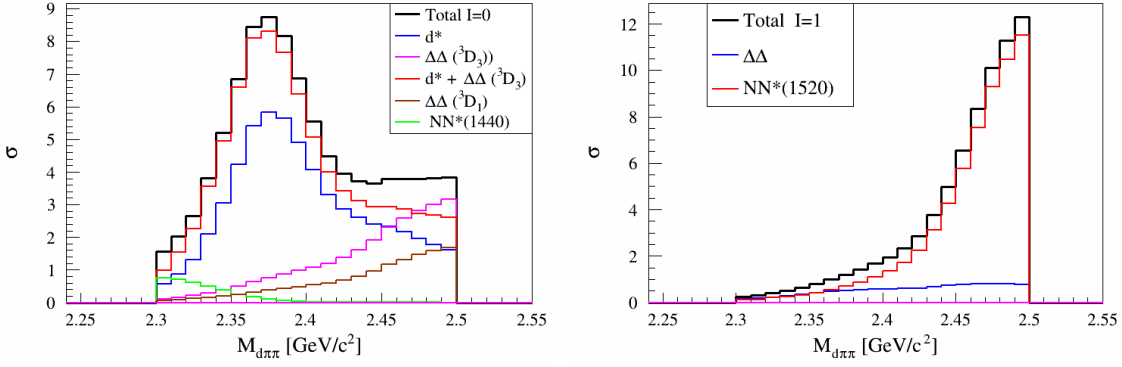 9
8
7
6
5
4
3
2
1
0
σ
Total I=0
d*
ΔΔ (³D₃))
d* + ΔΔ (³D₃)
ΔΔ (³D₁)
NN*(1440)
2.25 2.3 2.35 2.4 2.45 2.5 2.55
M_dππ [GeV/c²]
12
10
8
6
4
2
0
σ
Total I=1
ΔΔ
NN*(1520)
2.25 2.3 2.35 2.4 2.45 2.5 2.55
M_dππ [GeV/c²]